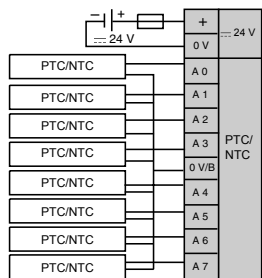 − +
⎓ 24 V
+
0 V
⎓ 24 V
PTC/NTC
PTC/NTC
PTC/NTC
PTC/NTC
PTC/NTC
PTC/NTC
PTC/NTC
PTC/NTC
A 0
A 1
A 2
A 3
0 V/B
A 4
A 5
A 6
A 7
PTC/
NTC